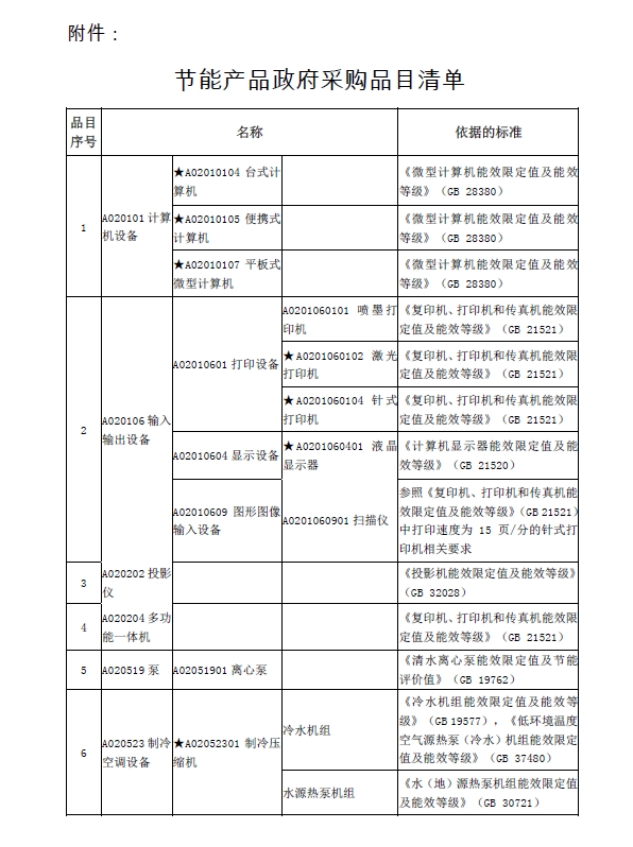 附件：
节能产品政府采购品目清单
品目
序号
名称
依据的标准
1
A020101 计算
机设备
★A02010104 台式计
算机
《微型计算机能效限定值及能效
等级》（GB 28380）
★A02010105 便携式
计算机
《微型计算机能效限定值及能效
等级》（GB 28380）
★A02010107 平板式
微型计算机
《微型计算机能效限定值及能效
等级》（GB 28380）
2
A020106 输入
输出设备
A02010601 打印设备
A0201060101 喷墨打
印机
《复印机、打印机和传真机能效限
定值及能效等级》（GB 21521）
★A0201060102 激光
打印机
《复印机、打印机和传真机能效限
定值及能效等级》（GB 21521）
★A0201060104 针式
打印机
《复印机、打印机和传真机能效限
定值及能效等级》（GB 21521）
A02010604 显示设备
★A0201060401 液晶
显示器
《计算机显示器能效限定值及能
效等级》（GB 21520）
A02010609 图形图像
输入设备
A0201060901 扫描仪
参照《复印机、打印机和传真机能
效限定值及能效等级》（GB 21521）
中打印速度为 15 页/分的针式打
印机相关要求
3
A020202 投影
仪
《投影机能效限定值及能效等级》
（GB 32028）
4
A020204 多功
能一体机
《复印机、打印机和传真机能效限
定值及能效等级》（GB 21521）
5
A020519 泵
A02051901 离心泵
《清水离心泵能效限定值及节能
评价值》（GB 19762）
6
A020523 制冷
空调设备
★A02052301 制冷压
缩机
冷水机组
《冷水机组能效限定值及能效等
级》（GB 19577），《低环境温度
空气源热泵（冷水）机组能效限定
值及能效等级》（GB 37480）
水源热泵机组
《水（地）源热泵机组能效限定值
及能效等级》（GB 30721）